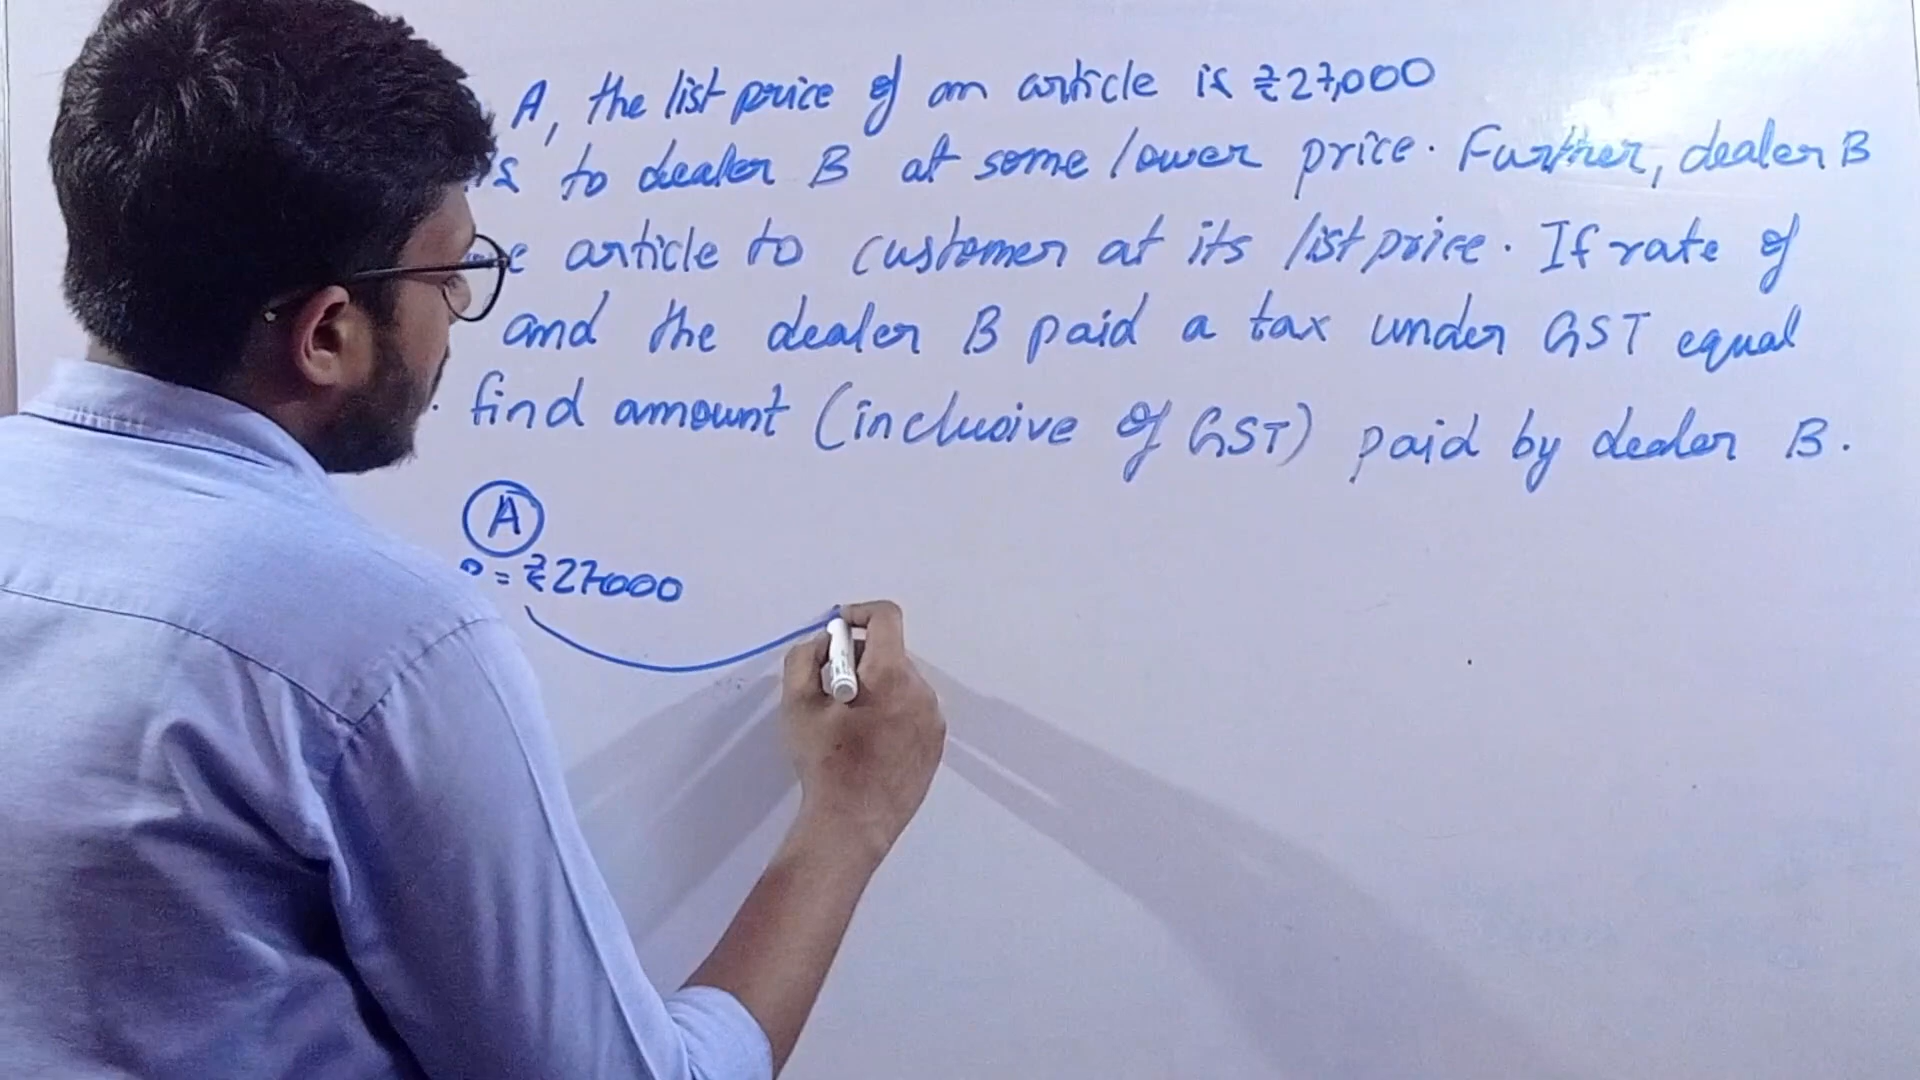 A, the list price of an article is ₹27,000
to dealer B at some lower price. Further, dealer B
article to customer at its list price. If rate of
and the dealer B paid a tax under GST equal
. find amount (inclusive of GST) paid by dealer B.
A
= ₹27000